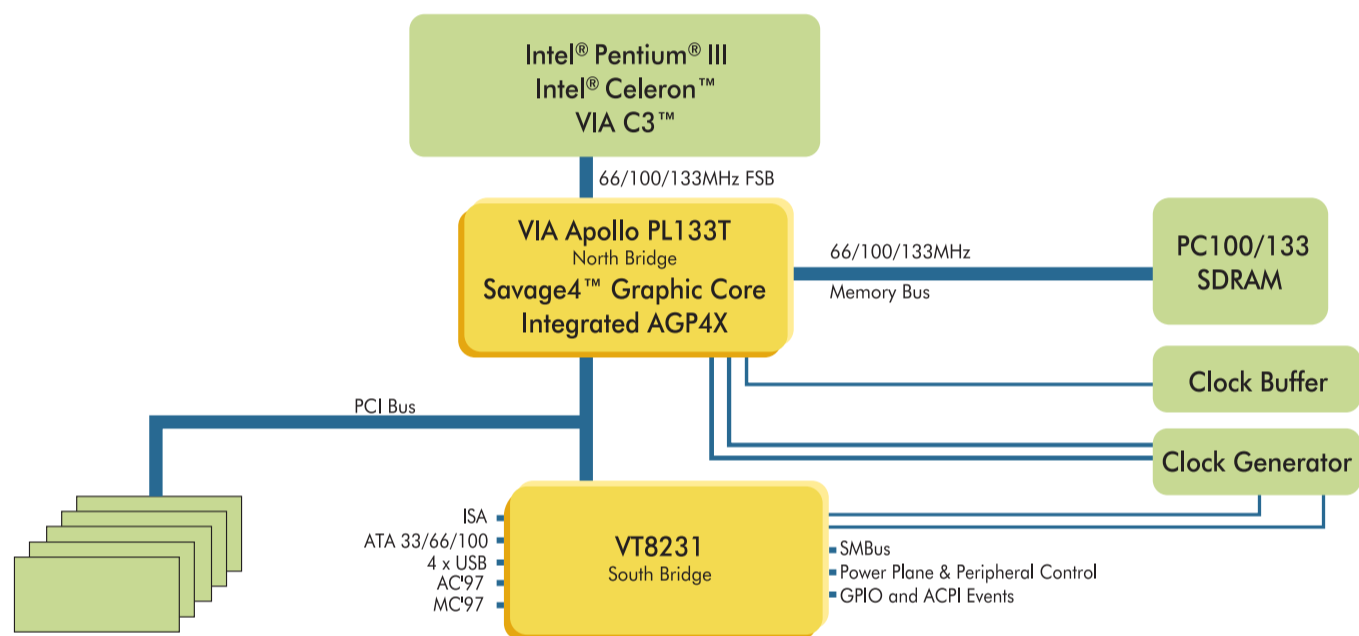 Intel® Pentium® III
Intel® Celeron™
VIA C3™
66/100/133MHz FSB
VIA Apollo PL133T
North Bridge
Savage4™ Graphic Core
Integrated AGP4X
66/100/133MHz
Memory Bus
PC100/133
SDRAM
Clock Buffer
PCI Bus
Clock Generator
ISA
ATA 33/66/100
4 x USB
AC'97
MC'97
VT8231
South Bridge
SMBus
Power Plane & Peripheral Control
GPIO and ACPI Events